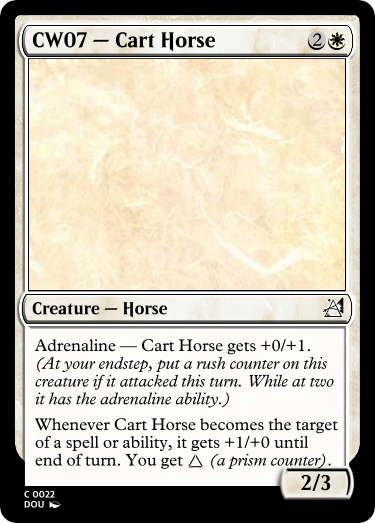 CW07 — Cart Horse 2
Creature — Horse
Adrenaline — Cart Horse gets +0/+1.
(At your endstep, put a rush counter on this
creature if it attacked this turn. While at two
it has the adrenaline ability.)
Whenever Cart Horse becomes the target
of a spell or ability, it gets +1/+0 until
end of turn. You get △ (a prism counter).
2/3
C 0022
DOU